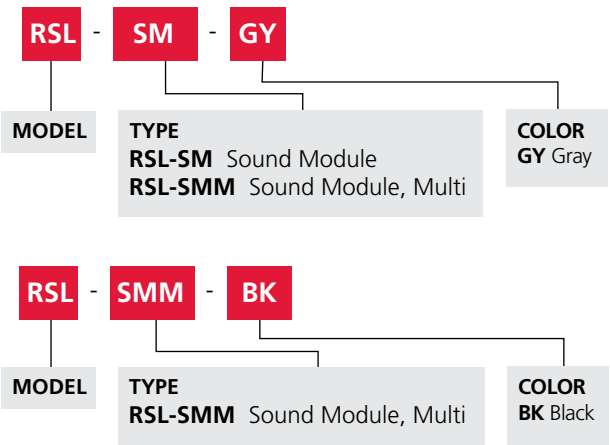 RSL - SM - GY
MODEL
TYPE
RSL-SM Sound Module
RSL-SMM Sound Module, Multi
COLOR
GY Gray
RSL - SMM - BK
MODEL
TYPE
RSL-SMM Sound Module, Multi
COLOR
BK Black